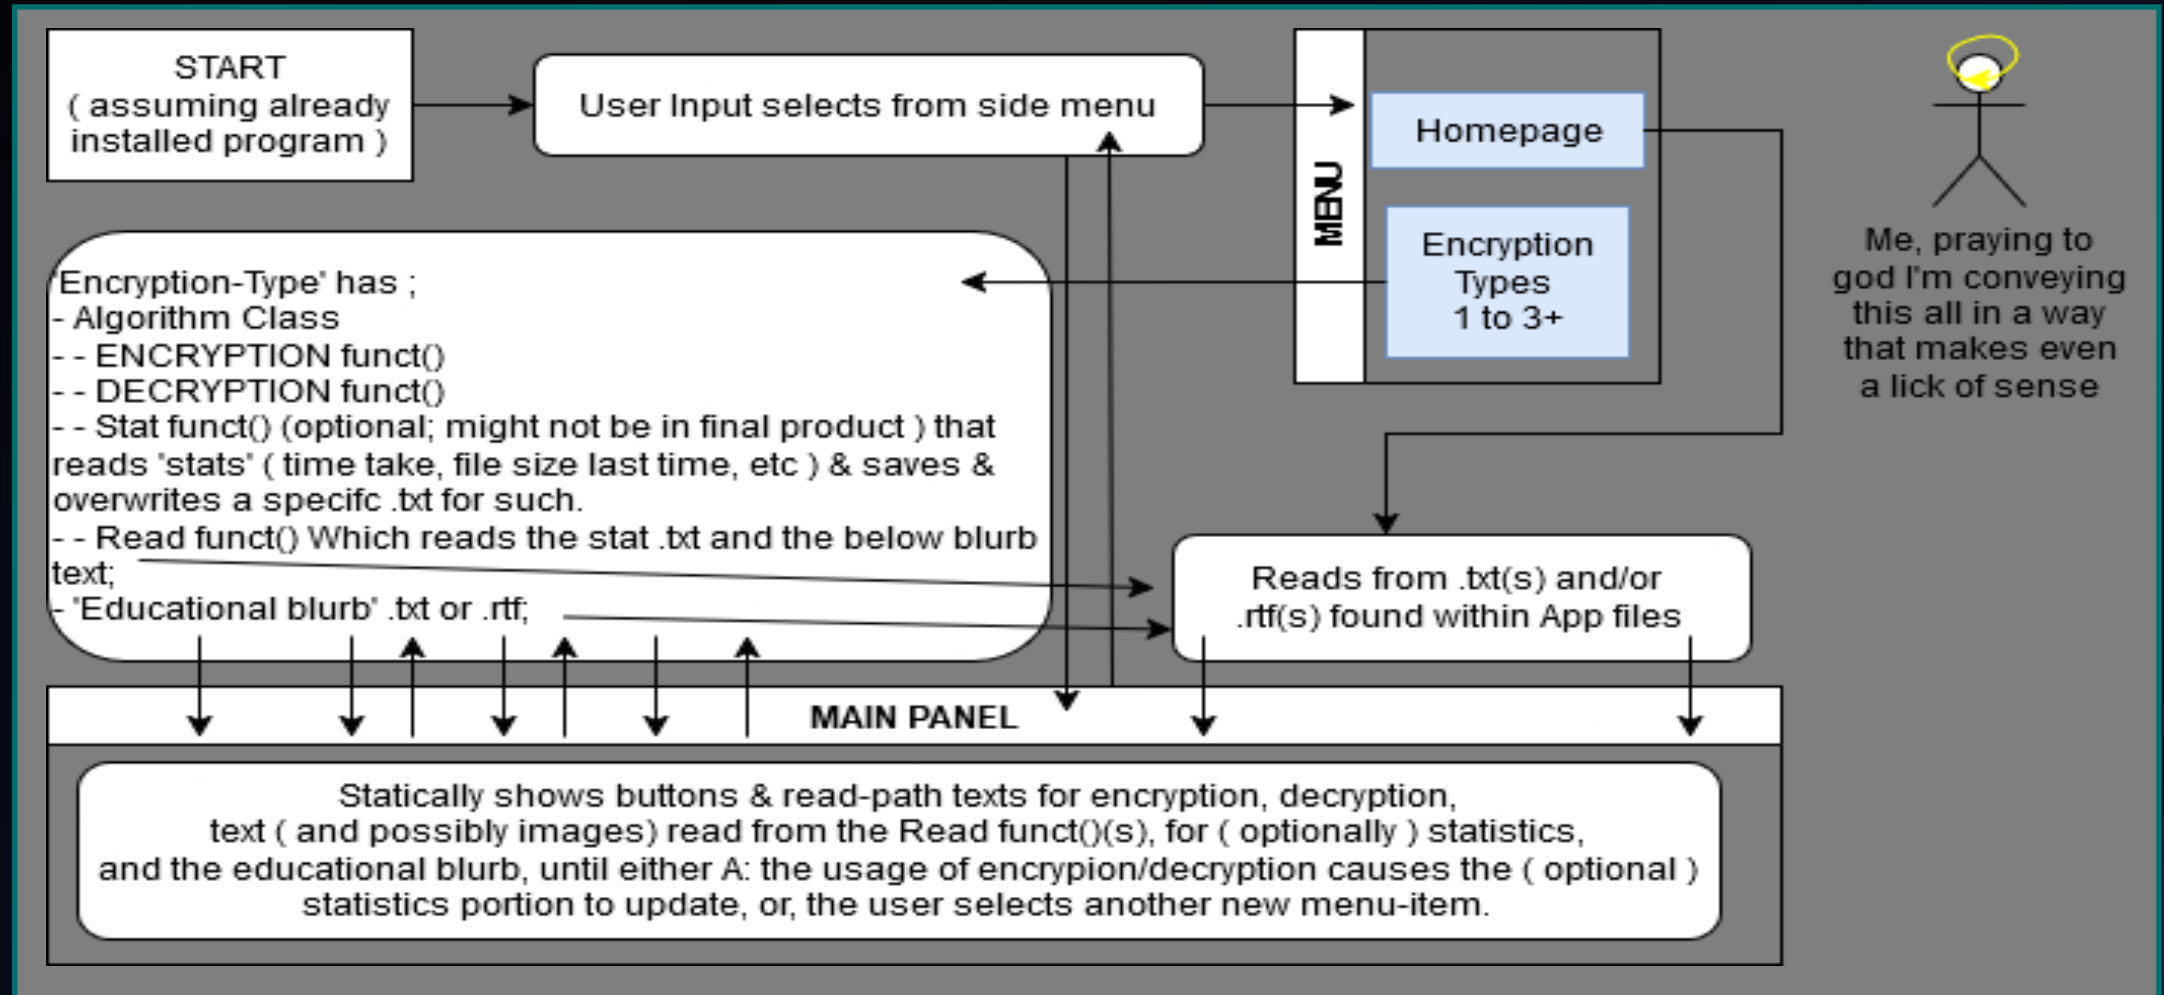 START
( assuming already
installed program )
User Input selects from side menu
MENU
Homepage
Encryption
Types
1 to 3+
Me, praying to
god I'm conveying
this all in a way
that makes even
a lick of sense
'Encryption-Type' has ;
- Algorithm Class
- - ENCRYPTION funct()
- - DECRYPTION funct()
- - Stat funct() (optional; might not be in final product ) that
reads 'stats' ( time take, file size last time, etc ) & saves &
overwrites a specifc .txt for such.
- - Read funct() Which reads the stat .txt and the below blurb
text;
- 'Educational blurb' .txt or .rtf;
Reads from .txt(s) and/or
.rtf(s) found within App files
MAIN PANEL
Statically shows buttons & read-path texts for encryption, decryption,
text ( and possibly images) read from the Read funct()(s), for ( optionally ) statistics,
and the educational blurb, until either A: the usage of encrypion/decryption causes the ( optional )
statistics portion to update, or, the user selects another new menu-item.